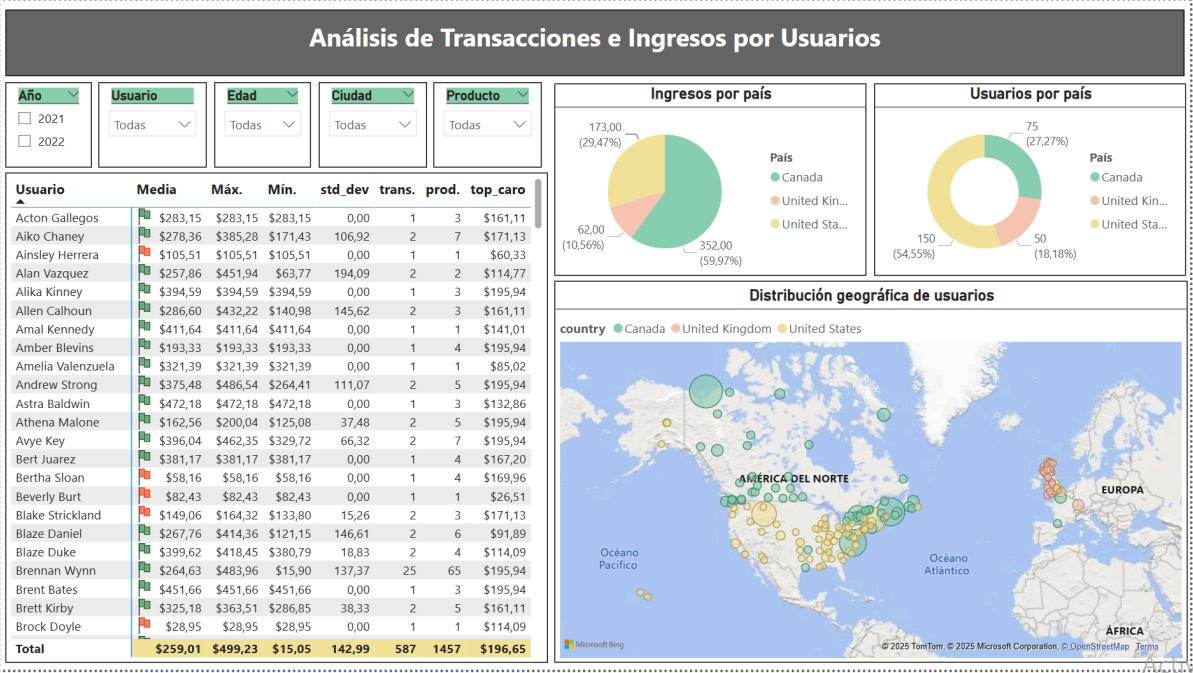 Análisis de Transacciones e Ingresos por Usuarios
Año
2021
2022
Usuario
Todas
Edad
Todas
Ciudad
Todas
Producto
Todas
Usuario Media Máx. Mín. std_dev trans. prod. top_caro
Acton Gallegos $283,15 $283,15 $283,15 0,00 1 3 $161,11
Aiko Chaney $278,36 $385,28 $171,43 106,92 2 7 $171,13
Ainsley Herrera $105,51 $105,51 $105,51 0,00 1 1 $60,33
Alan Vazquez $257,86 $451,94 $63,77 194,09 2 2 $114,77
Alika Kinney $394,59 $394,59 $394,59 0,00 1 3 $195,94
Allen Calhoun $286,60 $432,22 $140,98 145,62 2 3 $161,11
Amal Kennedy $411,64 $411,64 $411,64 0,00 1 1 $141,01
Amber Blevins $193,33 $193,33 $193,33 0,00 1 4 $195,94
Amelia Valenzuela $321,39 $321,39 $321,39 0,00 1 1 $85,02
Andrew Strong $375,48 $486,54 $264,41 111,07 2 5 $195,94
Astra Baldwin $472,18 $472,18 $472,18 0,00 1 3 $132,86
Athena Malone $162,56 $200,04 $125,08 37,48 2 5 $195,94
Avye Key $396,04 $462,35 $329,72 66,32 2 7 $195,94
Bert Juarez $381,17 $381,17 $381,17 0,00 1 4 $167,20
Bertha Sloan $58,16 $58,16 $58,16 0,00 1 4 $169,96
Beverly Burt $82,43 $82,43 $82,43 0,00 1 1 $26,51
Blake Strickland $149,06 $164,32 $133,80 15,26 2 3 $171,13
Blaze Daniel $267,76 $414,36 $121,15 146,61 2 6 $91,89
Blaze Duke $399,62 $418,45 $380,79 18,83 2 4 $114,09
Brennan Wynn $264,63 $483,96 $15,90 137,37 25 65 $195,94
Brent Bates $451,66 $451,66 $451,66 0,00 1 3 $195,94
Brett Kirby $325,18 $363,51 $286,85 38,33 2 5 $161,11
Brock Doyle $28,95 $28,95 $28,95 0,00 1 1 $114,09
Total $259,01 $499,23 $15,05 142,99 587 1457 $196,65
Ingresos por país
173,00
(29,47%)
62,00
(10,56%)
352,00
(59,97%)
País
Canada
United Kin...
United Sta...
Usuarios por país
75
(27,27%)
150
(54,55%)
50
(18,18%)
País
Canada
United Kin...
United Sta...
Distribución geográfica de usuarios
country Canada United Kingdom United States
AMÉRICA DEL NORTE
EUROPA
Océano
Pacífico
Océano
Atlántico
ÁFRICA
Microsoft Bing
© 2025 TomTom, © 2025 Microsoft Corporation, © OpenStreetMap Terms